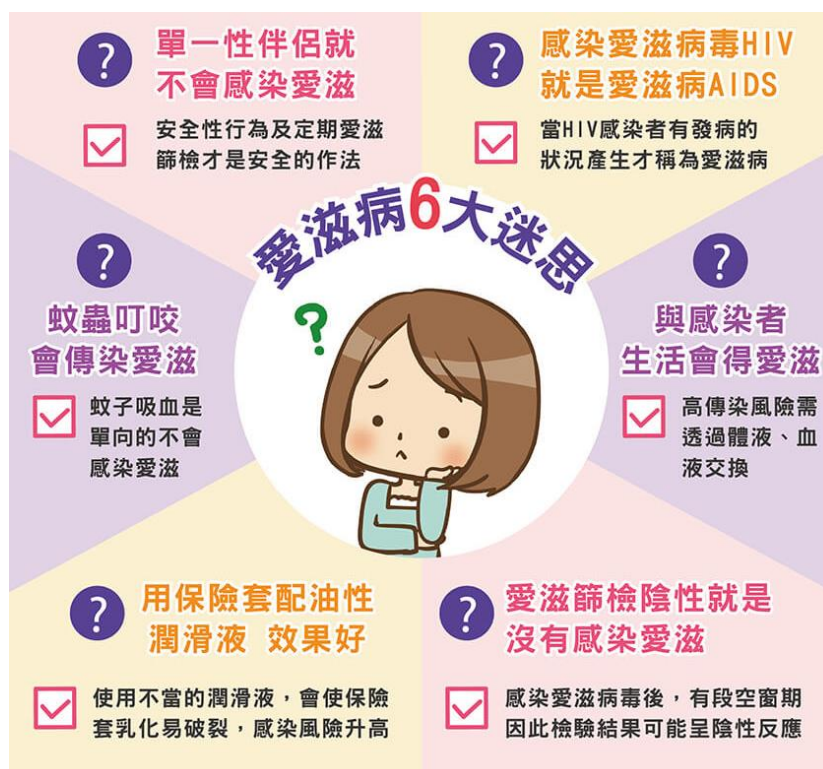 愛滋病6大迷思
?
單一性伴侶就
不會感染愛滋
安全性行為及定期愛滋
篩檢才是安全的作法
?
感染愛滋病毒HIV
就是愛滋病AIDS
當HIV感染者有發病的
狀況產生才稱為愛滋病
?
蚊蟲叮咬
會傳染愛滋
蚊子吸血是
單向的不會
感染愛滋
?
?
與感染者
生活會得愛滋
高傳染風險需
透過體液、血
液交換
?
用保險套配油性
潤滑液 效果好
使用不當的潤滑液，會使保險
套乳化易破裂，感染風險升高
?
愛滋篩檢陰性就是
沒有感染愛滋
感染愛滋病毒後，有段空窗期
因此檢驗結果可能呈陰性反應